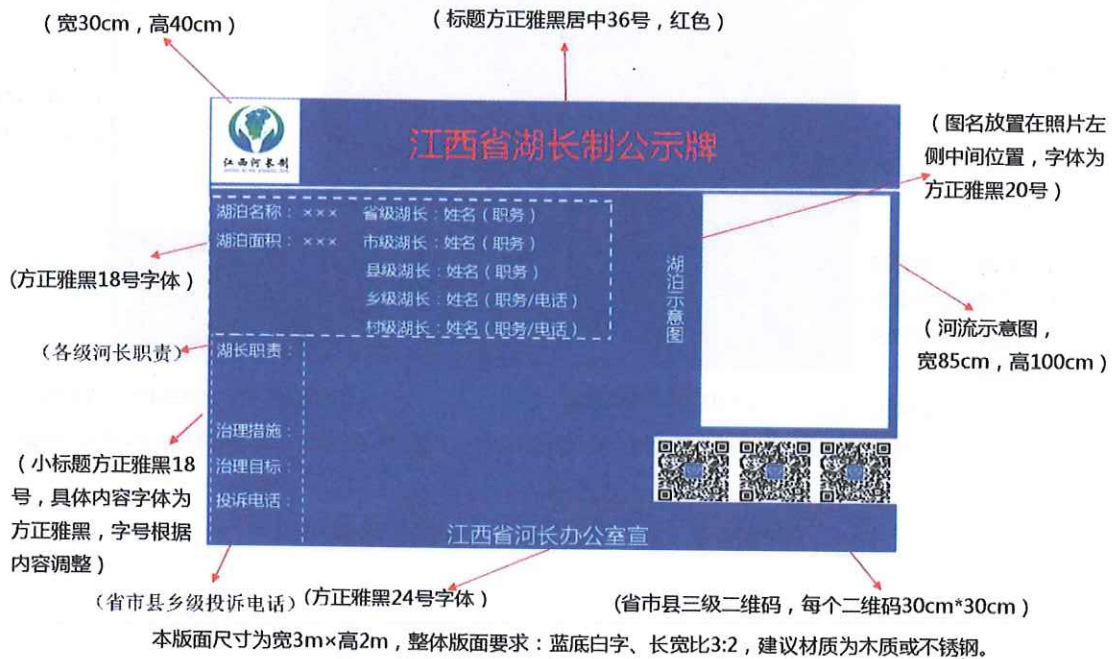 （宽30cm，高40cm）
（标题方正雅黑居中36号，红色）
江西河长制
江西省湖长制公示牌
（图名放置在照片左
侧中间位置，字体为
方正雅黑20号）
湖泊名称：×××
省级湖长：姓名（职务）
湖泊面积：×××
市级湖长：姓名（职务）
县级湖长：姓名（职务）
乡级湖长：姓名（职务/电话）
村级湖长：姓名（职务/电话）
湖泊示意图
(方正雅黑18号字体）
（各级河长职责）
湖长职责：
（河流示意图，
宽85cm，高100cm）
治理措施：
治理目标：
投诉电话：
（小标题方正雅黑18
号，具体内容字体为
方正雅黑，字号根据
内容调整）
江西省河长办公室宣
（省市县乡级投诉电话）
(方正雅黑24号字体）
(省市县三级二维码，每个二维码30cm*30cm）
本版面尺寸为宽3m×高2m，整体版面要求：蓝底白字、长宽比3:2，建议材质为木质或不锈钢。